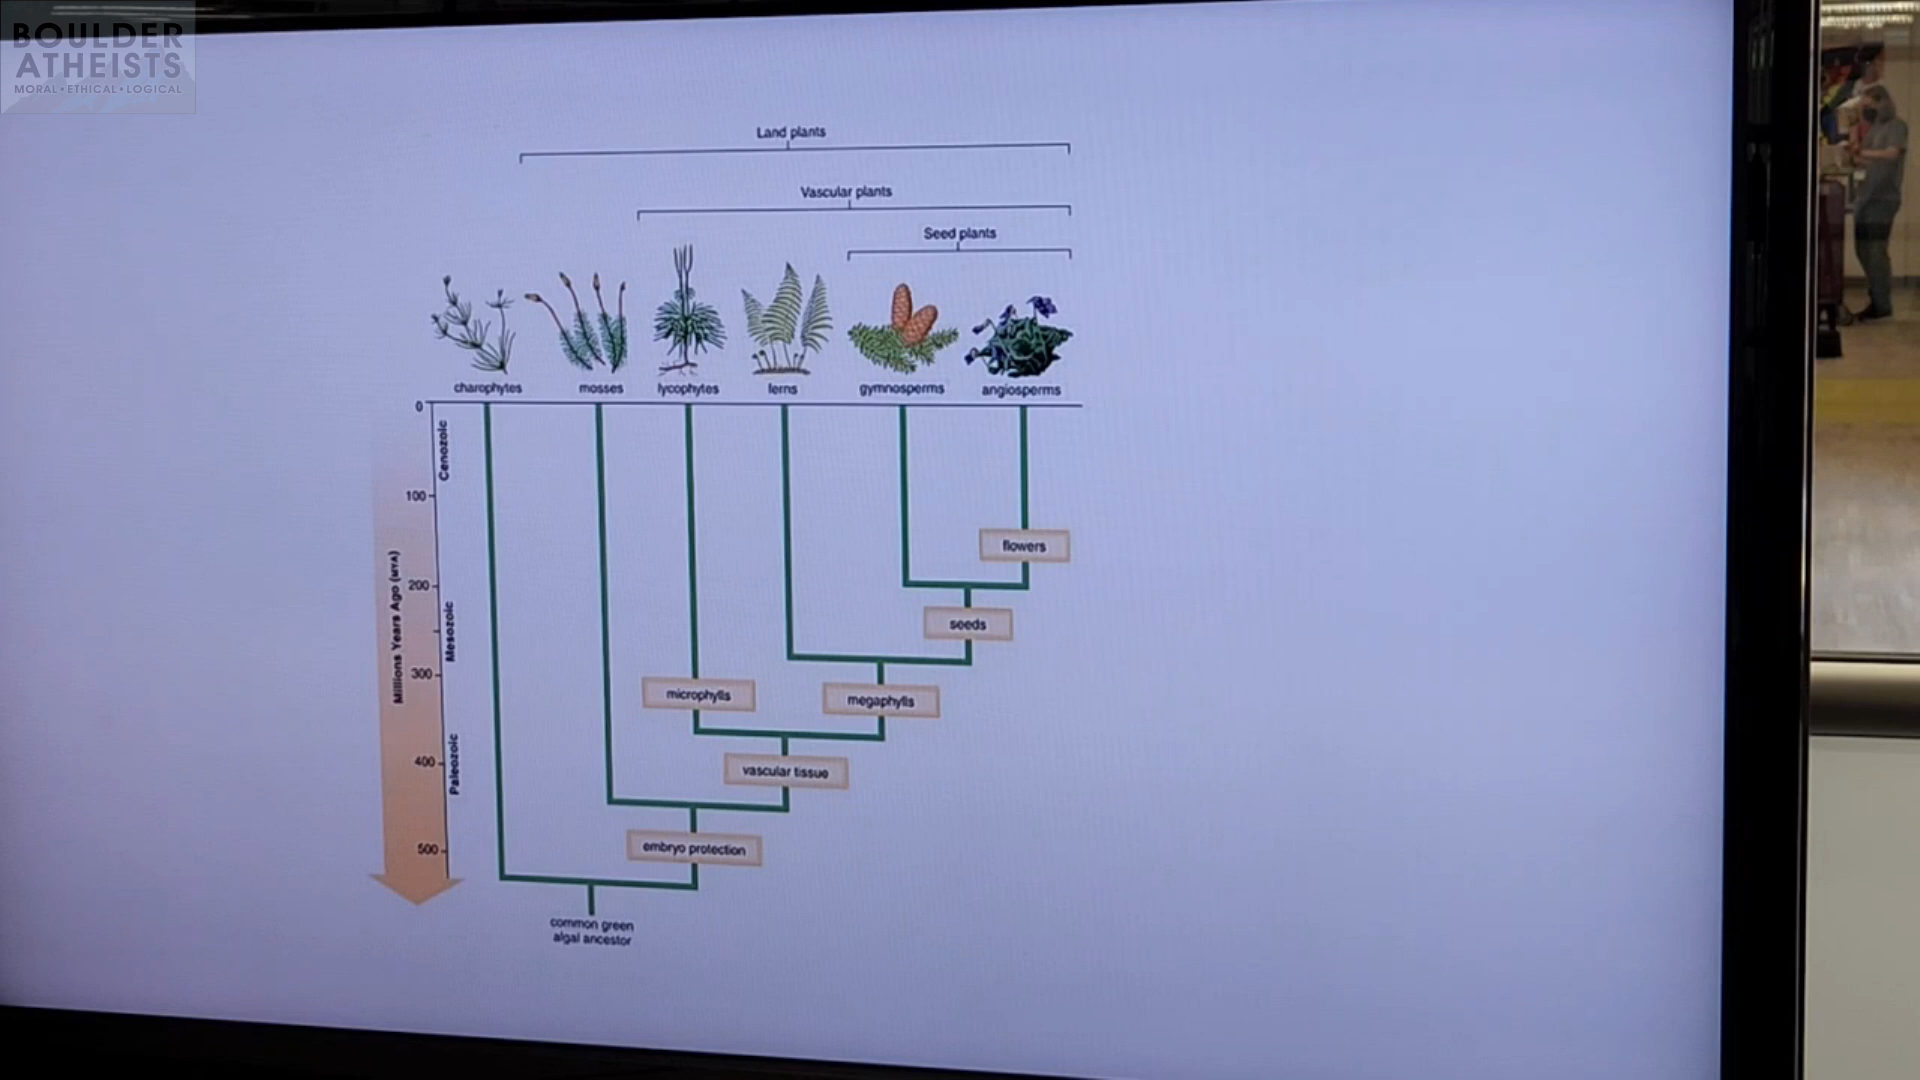 BOULDER
ATHEISTS
MORAL•ETHICAL•LOGICAL
Land plants
Vascular plants
Seed plants
charophytes mosses lycophytes ferns gymnosperms angiosperms
0
Cenozoic
100
flowers
200
seeds
Mesozoic
Millions Years Ago (MYA)
300
microphylls megaphylls
400
Paleozoic
vascular tissue
500
embryo protection
common green
algal ancestor